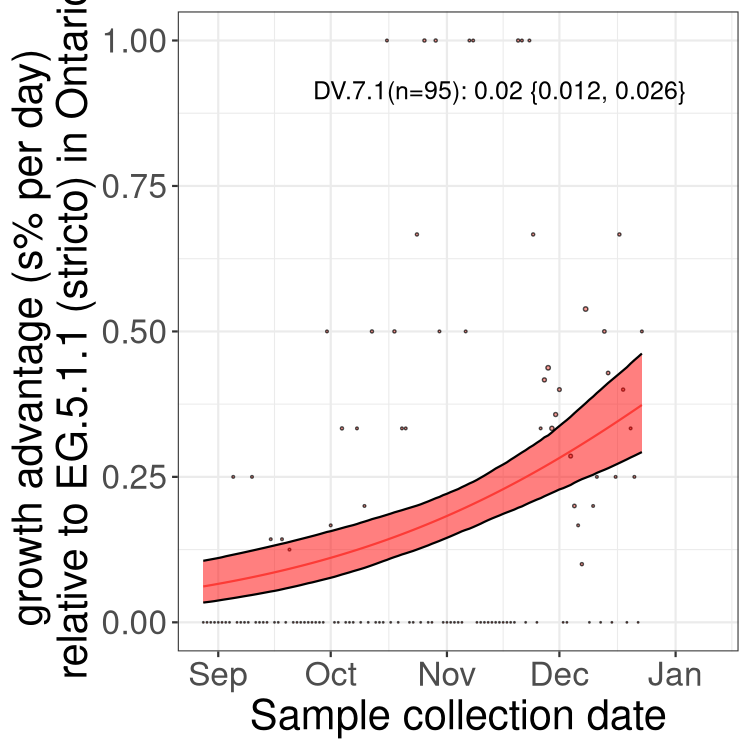 growth advantage (s% per day)
relative to EG.5.1.1 (stricto) in Ontario
1.00
0.75
0.50
0.25
0.00
DV.7.1(n=95): 0.02 {0.012, 0.026}
Sep Oct Nov Dec Jan
Sample collection date